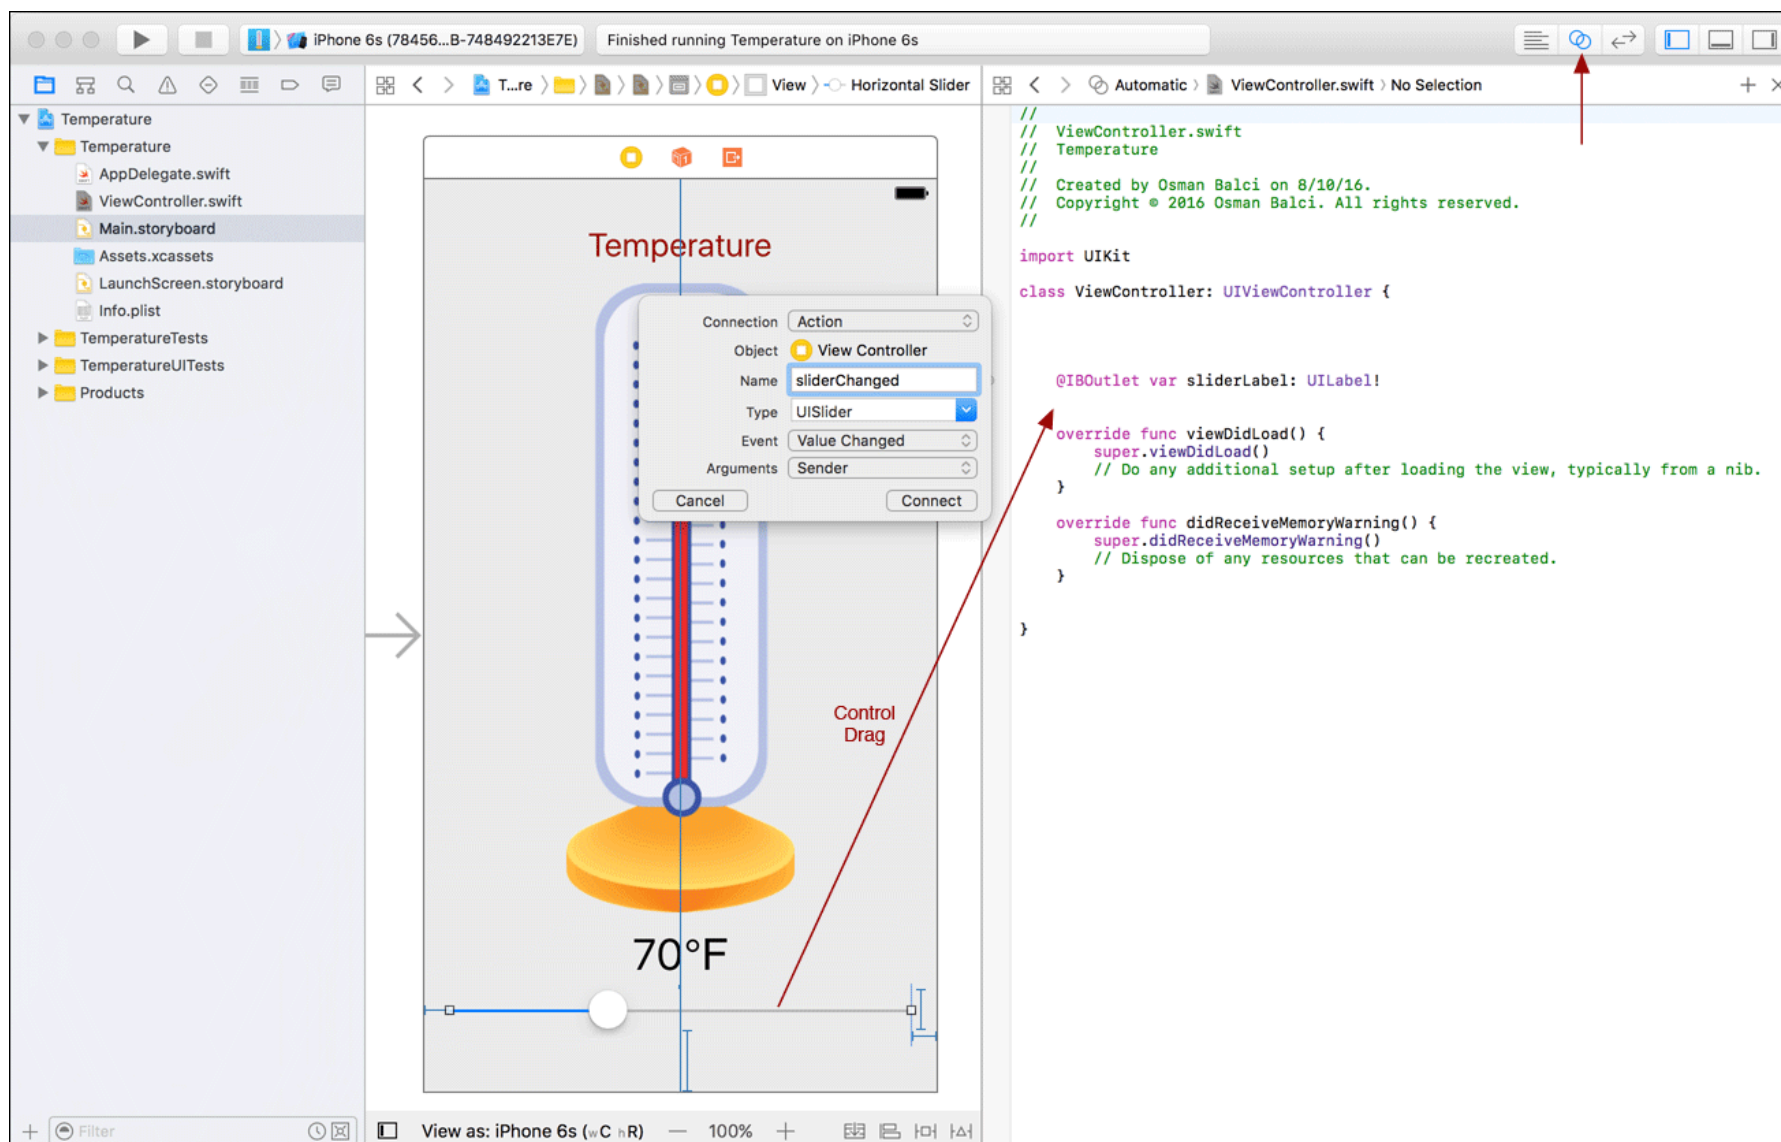 iPhone 6s (78456...B-748492213E7E)
Finished running Temperature on iPhone 6s
T...re
View
Horizontal Slider
Automatic
ViewController.swift
No Selection
Temperature
Temperature
AppDelegate.swift
ViewController.swift
Main.storyboard
Assets.xcassets
LaunchScreen.storyboard
Info.plist
TemperatureTests
TemperatureUITests
Products
Temperature
Connection Action
Object View Controller
Name sliderChanged
Type UISlider
Event Value Changed
Arguments Sender
Cancel Connect
Control
Drag
70°F
//
// ViewController.swift
// Temperature
//
// Created by Osman Balci on 8/10/16.
// Copyright © 2016 Osman Balci. All rights reserved.
//
import UIKit
class ViewController: UIViewController {
@IBOutlet var sliderLabel: UILabel!
override func viewDidLoad() {
super.viewDidLoad()
// Do any additional setup after loading the view, typically from a nib.
}
override func didReceiveMemoryWarning() {
super.didReceiveMemoryWarning()
// Dispose of any resources that can be recreated.
}
}
Filter
View as: iPhone 6s (wC hR) — 100% +